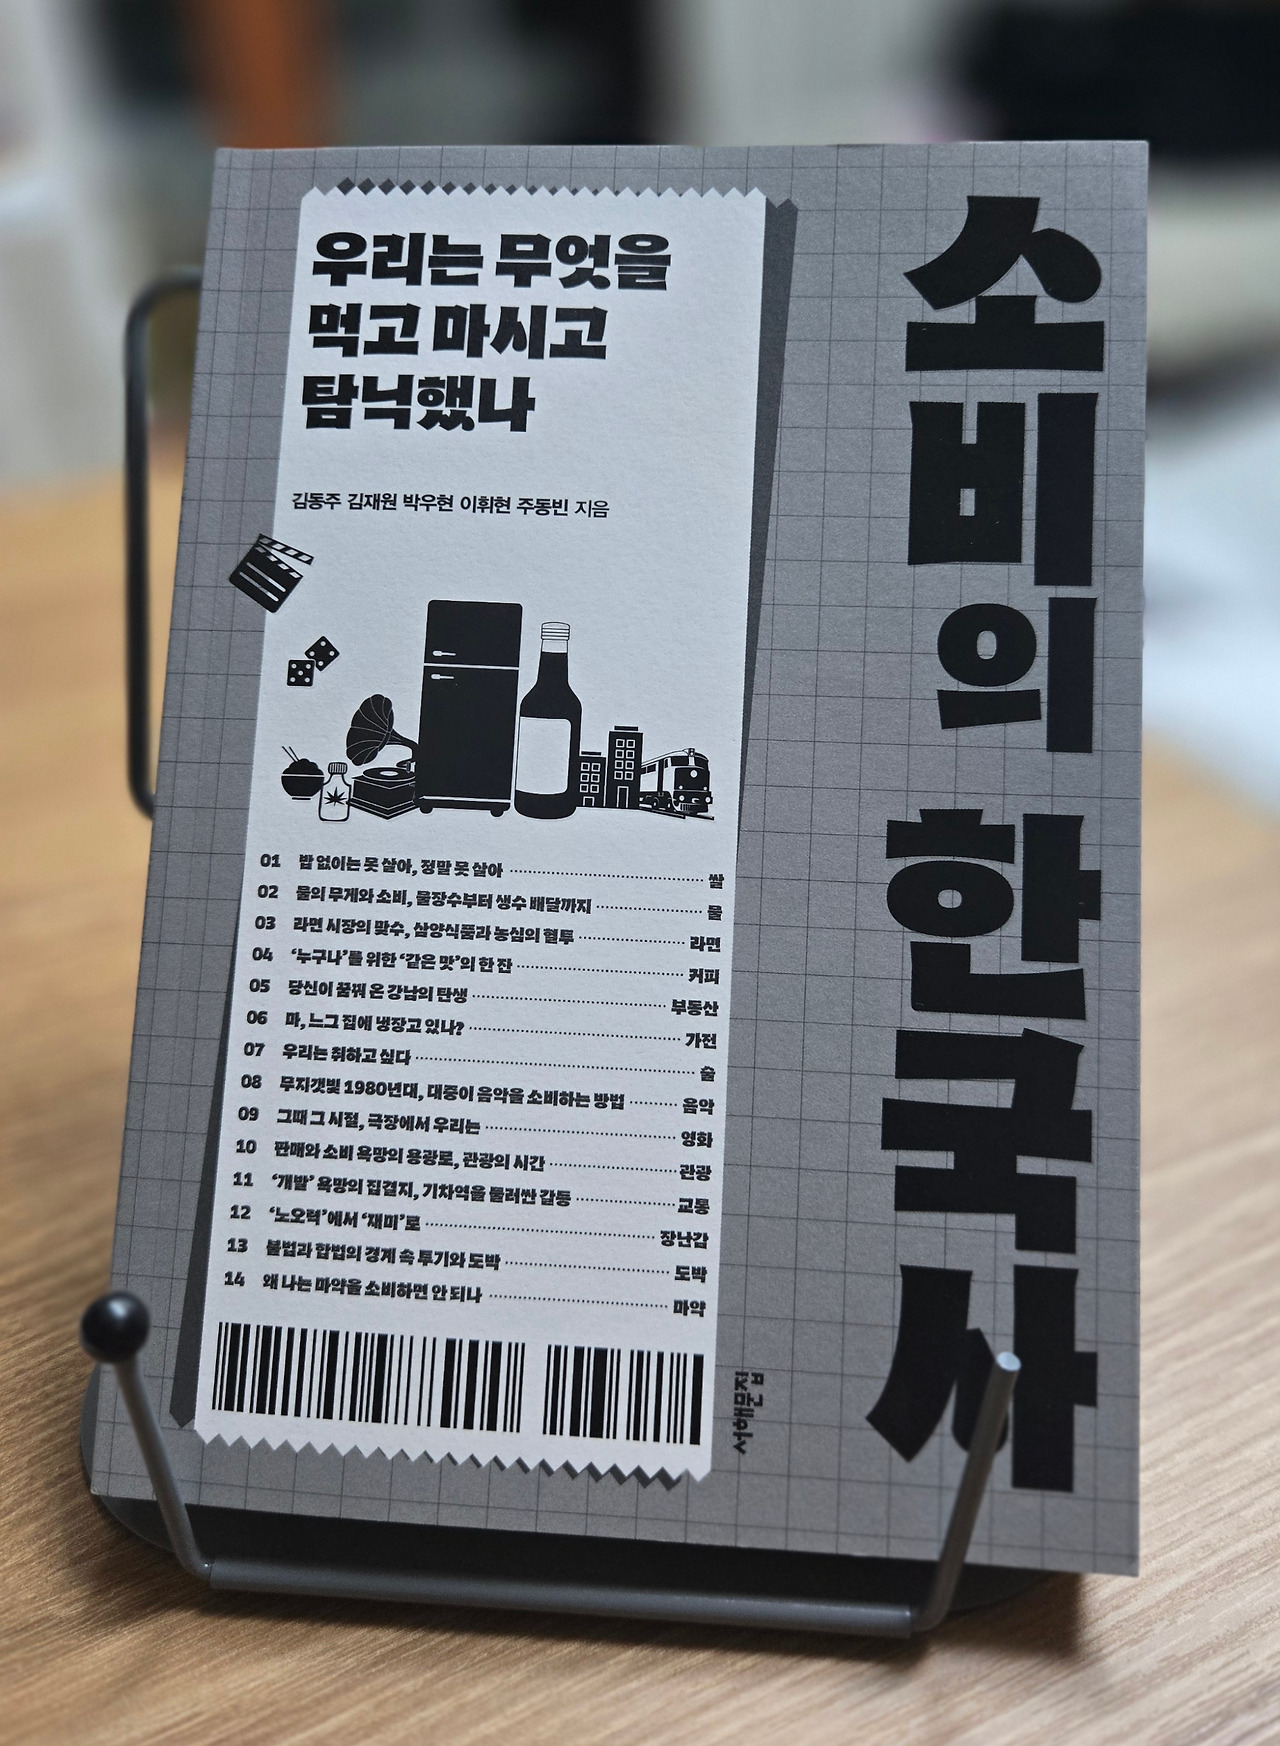 소비의 한국사
우리는 무엇을
먹고 마시고
탐닉했나
김동주 김재원 박우현 이휘현 주동빈 지음
01 밥 없이는 못 살아, 정말 못 살아 쌀
02 물의 무게와 소비, 물장수부터 생수 배달까지 물
03 라면 시장의 맞수, 삼양식품과 농심의 혈투 라면
04 ‘누구나’를 위한 ‘같은 맛’의 한 잔 커피
05 당신이 꿈꿔 온 강남의 탄생 부동산
06 마, 느그 집에 냉장고 있나? 가전
07 우리는 취하고 싶다 술
08 무지갯빛 1980년대, 대중이 음악을 소비하는 방법 음악
09 그때 그 시절, 극장에서 우리는 영화
10 판매와 소비 욕망의 용광로, 관광의 시간 관광
11 ‘개발’ 욕망의 집결지, 기차역을 둘러싼 갈등 교통
12 ‘노오력’에서 ‘재미’로 장난감
13 불법과 합법의 경계 속 투기와 도박 도박
14 왜 나는 마약을 소비하면 안 되나 마약
서해문집